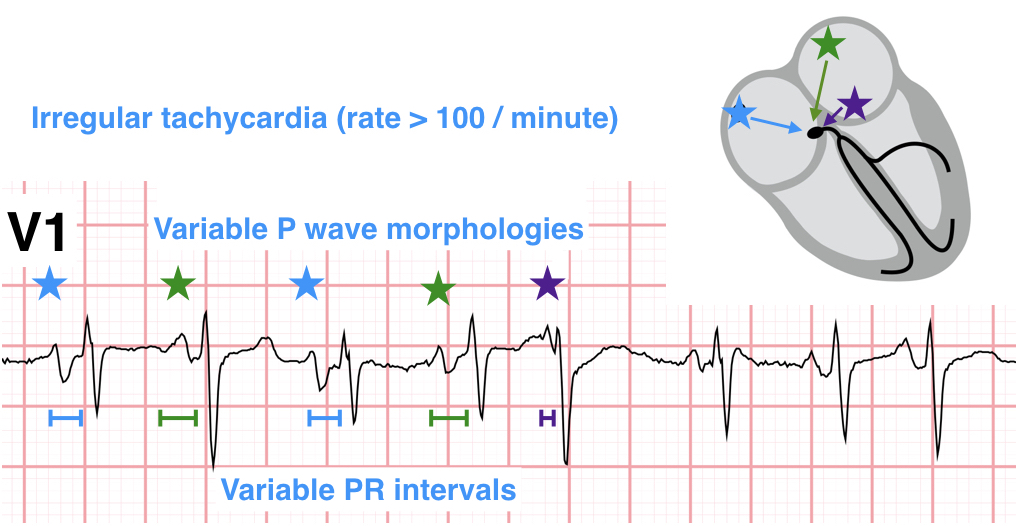 Irregular tachycardia (rate > 100 / minute)
V1
Variable P wave morphologies
Variable PR intervals